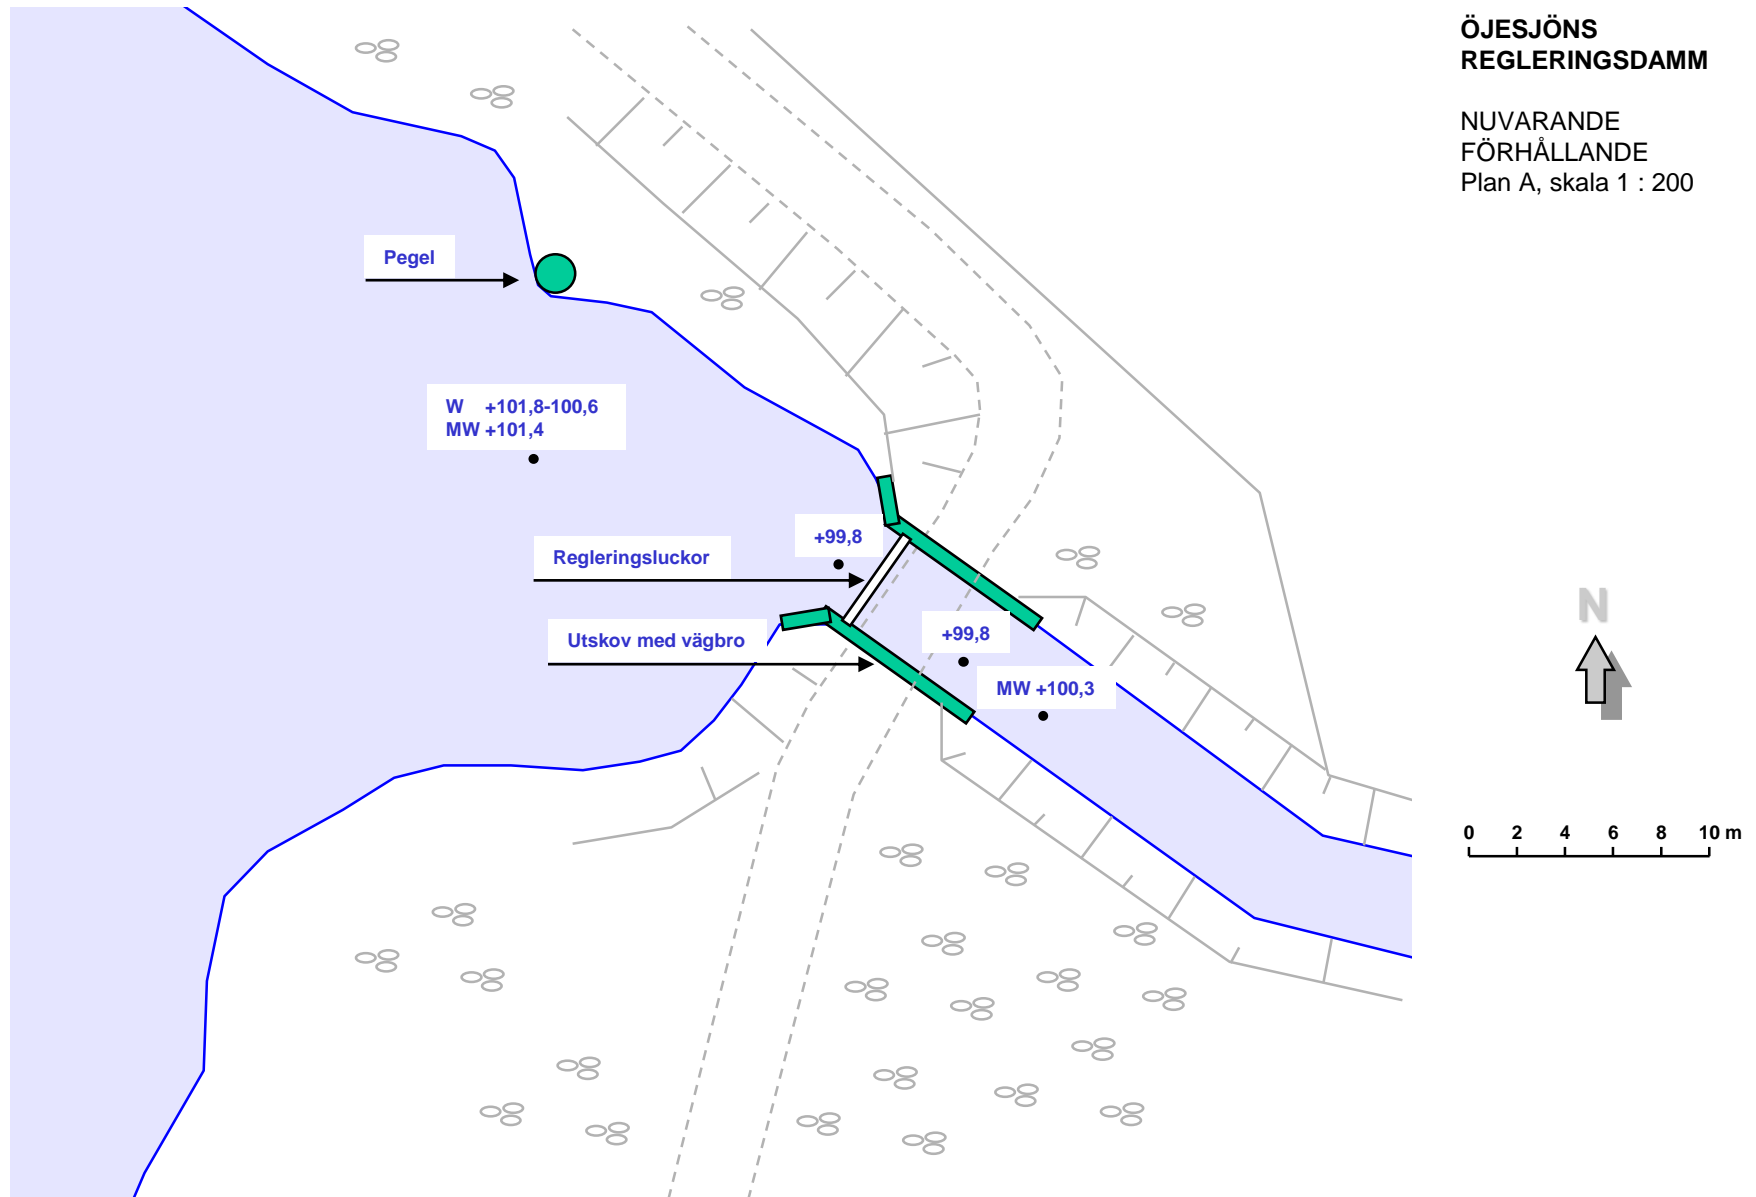 ÖJESJÖNS
REGLERINGSDAMM
NUVARANDE
FÖRHÅLLANDE
Plan A, skala 1 : 200
Pegel
W +101,8-100,6
MW +101,4
+99,8
Regleringsluckor
Utskov med vägbro
+99,8
MW +100,3
N
0 2 4 6 8 10 m